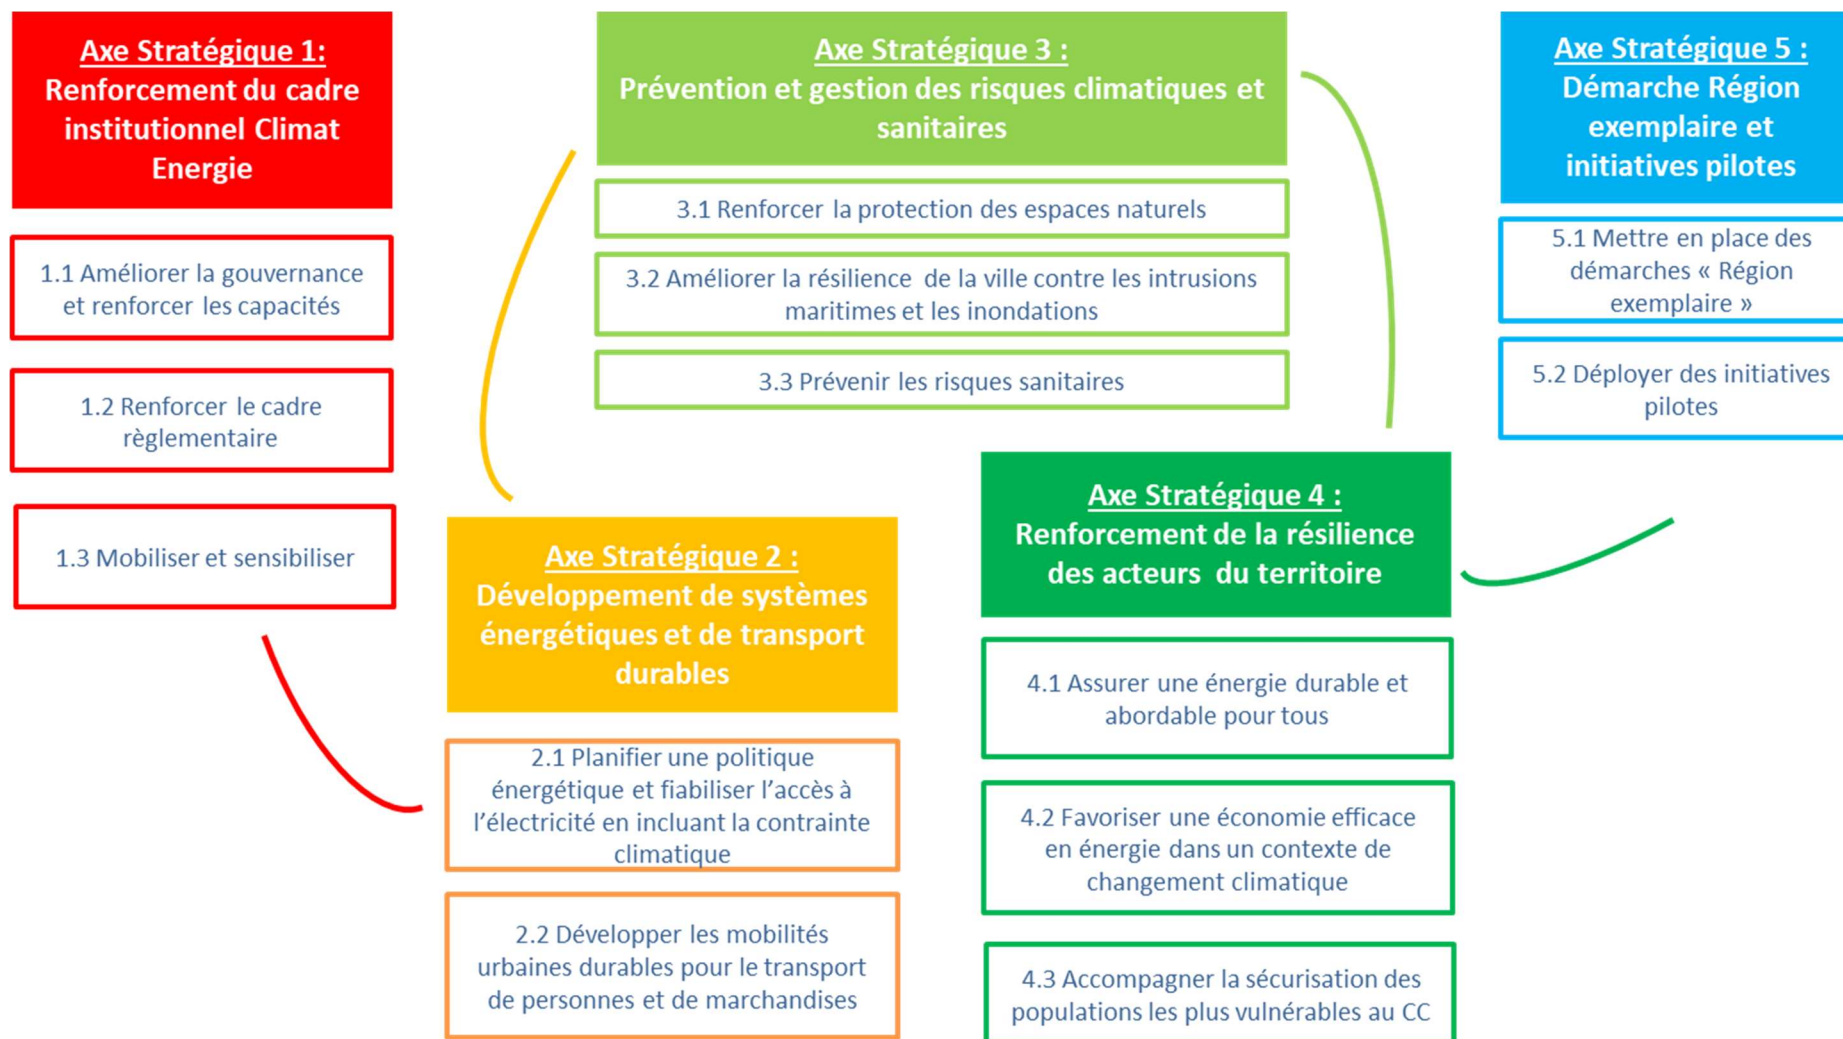 Axe Stratégique 1:
Renforcement du cadre
institutionnel Climat
Energie
1.1 Améliorer la gouvernance
et renforcer les capacités
1.2 Renforcer le cadre
règlementaire
1.3 Mobiliser et sensibiliser
Axe Stratégique 2 :
Développement de systèmes
énergétiques et de transport
durables
2.1 Planifier une politique
énergétique et fiabiliser l’accès à
l’électricité en incluant la contrainte
climatique
2.2 Développer les mobilités
urbaines durables pour le transport
de personnes et de marchandises
Axe Stratégique 3 :
Prévention et gestion des risques climatiques et
sanitaires
3.1 Renforcer la protection des espaces naturels
3.2 Améliorer la résilience de la ville contre les intrusions
maritimes et les inondations
3.3 Prévenir les risques sanitaires
Axe Stratégique 4 :
Renforcement de la résilience
des acteurs du territoire
4.1 Assurer une énergie durable et
abordable pour tous
4.2 Favoriser une économie efficace
en énergie dans un contexte de
changement climatique
4.3 Accompagner la sécurisation des
populations les plus vulnérables au CC
Axe Stratégique 5 :
Démarche Région
exemplaire et
initiatives pilotes
5.1 Mettre en place des
démarches « Région
exemplaire »
5.2 Déployer des initiatives
pilotes